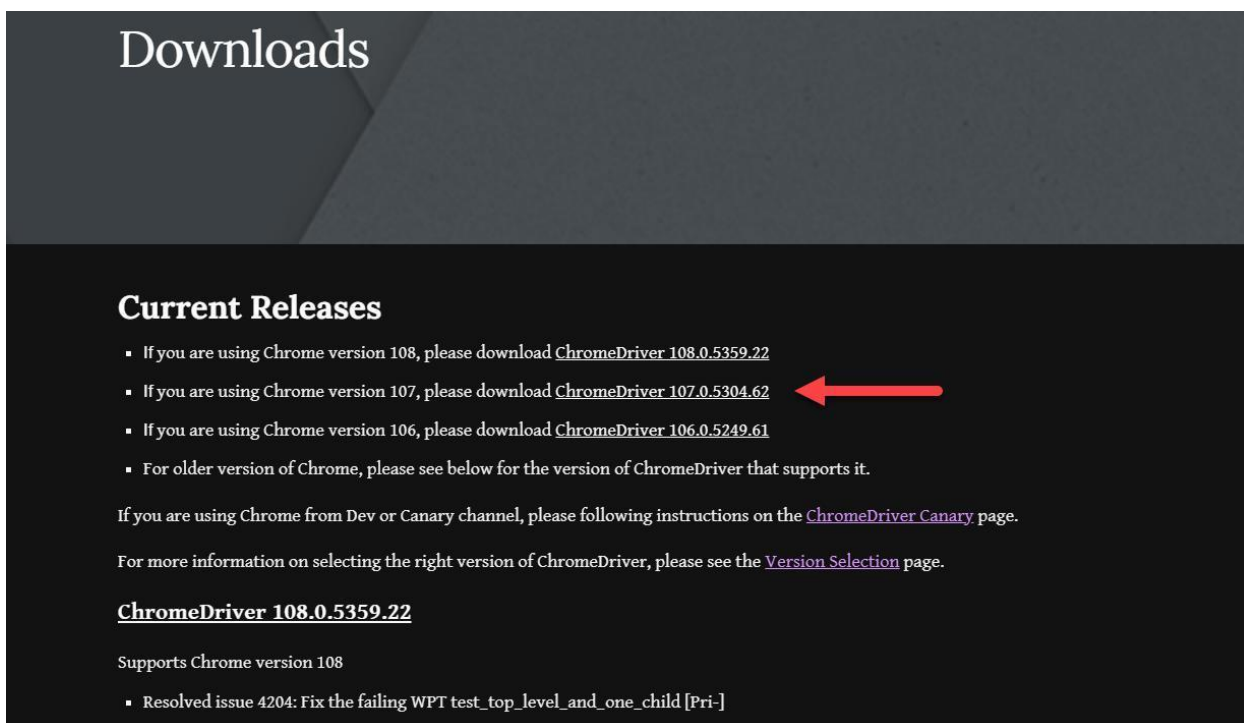 Downloads
Current Releases
▪ If you are using Chrome version 108, please download ChromeDriver 108.0.5359.22
▪ If you are using Chrome version 107, please download ChromeDriver 107.0.5304.62
▪ If you are using Chrome version 106, please download ChromeDriver 106.0.5249.61
▪ For older version of Chrome, please see below for the version of ChromeDriver that supports it.
If you are using Chrome from Dev or Canary channel, please following instructions on the ChromeDriver Canary page.
For more information on selecting the right version of ChromeDriver, please see the Version Selection page.
ChromeDriver 108.0.5359.22
Supports Chrome version 108
▪ Resolved issue 4204: Fix the failing WPT test_top_level_and_one_child [Pri-]